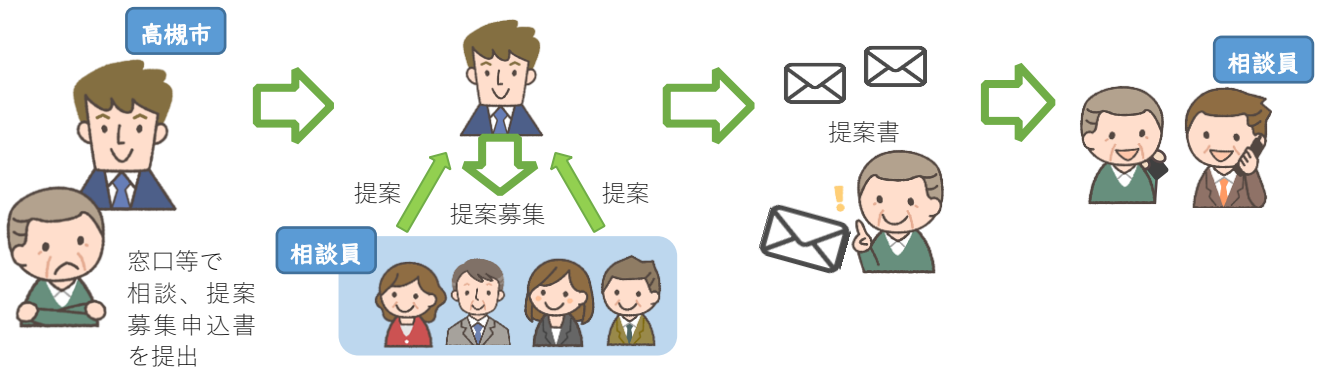 高槻市
窓口等で
相談、提案
募集申込書
を提出
提案
提案募集
提案
相談員
提案書
相談員